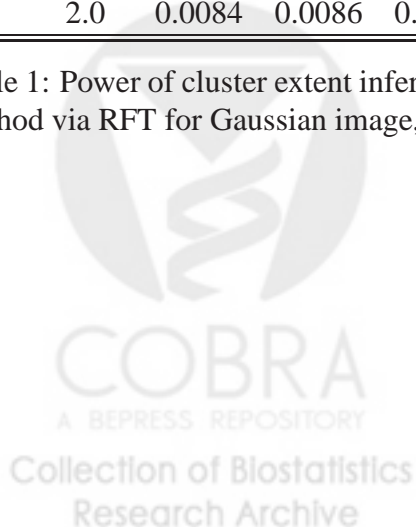 2.0 0.0084 0.0086 0.
le 1: Power of cluster extent infer
hod via RFT for Gaussian image,
COBRA
A BEPRESS REPOSITORY
Collection of Biostatistics
Research Archive